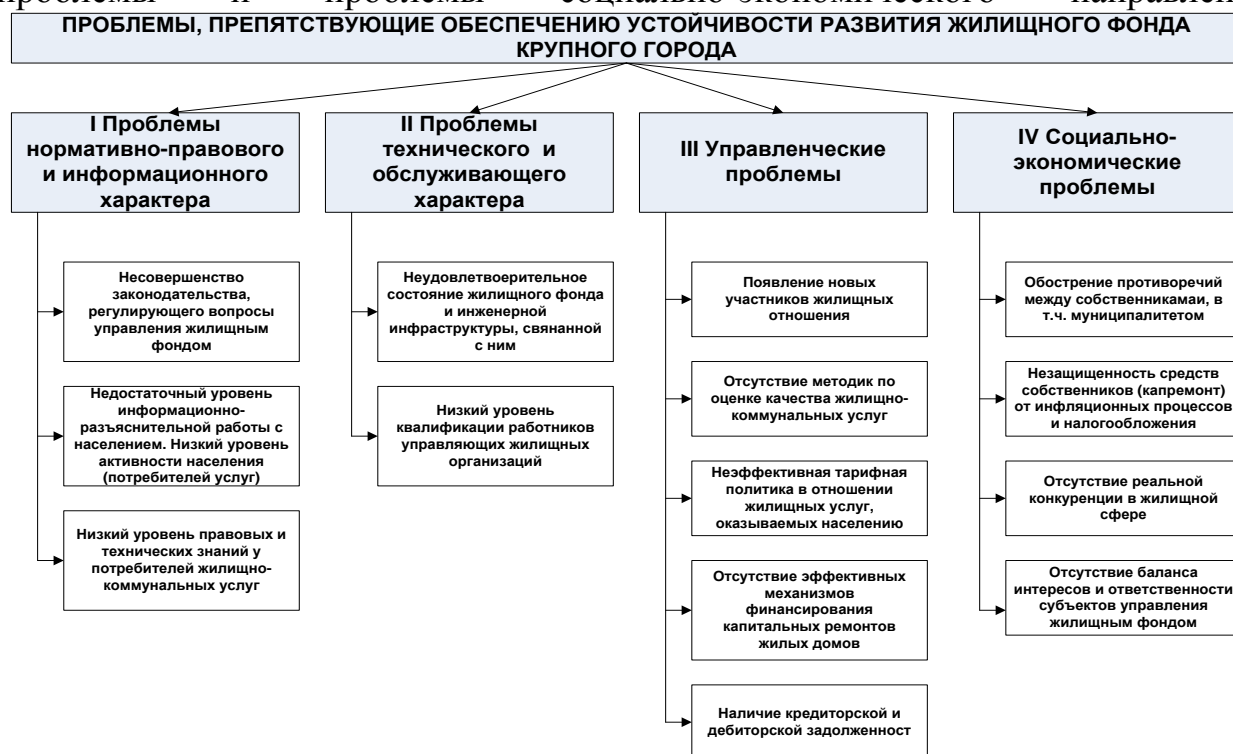 проблемы и проблемы социально-экономического направлен
ПРОБЛЕМЫ, ПРЕПЯТСТВУЮЩИЕ ОБЕСПЕЧЕНИЮ УСТОЙЧИВОСТИ РАЗВИТИЯ ЖИЛИЩНОГО ФОНДА
КРУПНОГО ГОРОДА
I Проблемы
нормативно-правового
и информационного
характера
Несовершенство
законодательства,
регулирующего вопросы
управления жилищным
фондом
Недостаточный уровень
информационно-
разъяснительной работы с
населением. Низкий уровень
активности населения
(потребителей услуг)
Низкий уровень правовых и
технических знаний у
потребителей жилищно-
коммунальных услуг
II Проблемы
технического и
обслуживающего
характера
Неудовлетвоерительное
состояние жилищного фонда
и инженерной
инфраструктуры, свянанной
с ним
Низкий уровень
квалификации работников
управляющих жилищных
организаций
III Управленческие
проблемы
Появление новых
участников жилищных
отношения
Отсутствие методик по
оценке качества жилищно-
коммунальных услуг
Неэффективная тарифная
политика в отношении
жилищных услуг,
оказываемых населению
Отсутствие эффективных
механизмов
финансирования
капитальных ремонтов
жилых домов
Наличие кредиторской и
дебиторской задолженност
IV Социально-
экономические
проблемы
Обострение противоречий
между собственникамаи, в
т.ч. муниципалитетом
Незащищенность средств
собственников (капремонт)
от инфляционных процессов
и налогообложения
Отсутствие реальной
конкуренции в жилищной
сфере
Отсутствие баланса
интересов и ответственности
субъектов управления
жилищным фондом